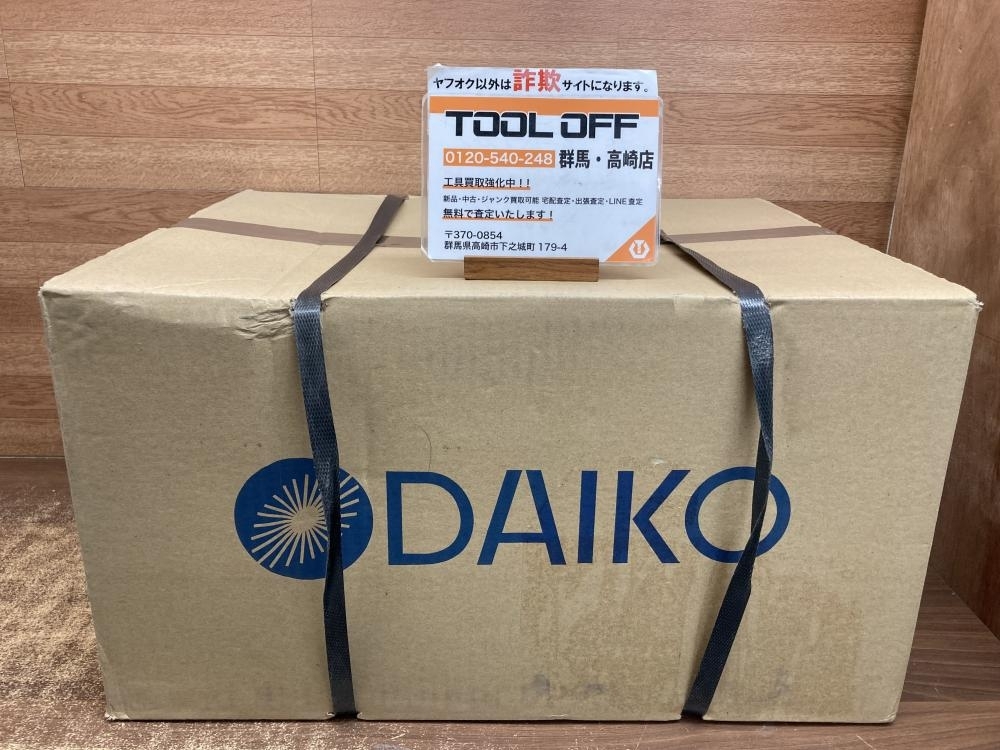 ヤフオク以外は詐欺サイトになります。
TOOL OFF
0120-540-248 群馬・高崎店
工具買取強化中!!
新品・中古・ジャンク買取可能 宅配査定・出張査定・LINE査定
無料で査定いたします!
〒370-0854
群馬県高崎市下之城町 179-4
DAIKO